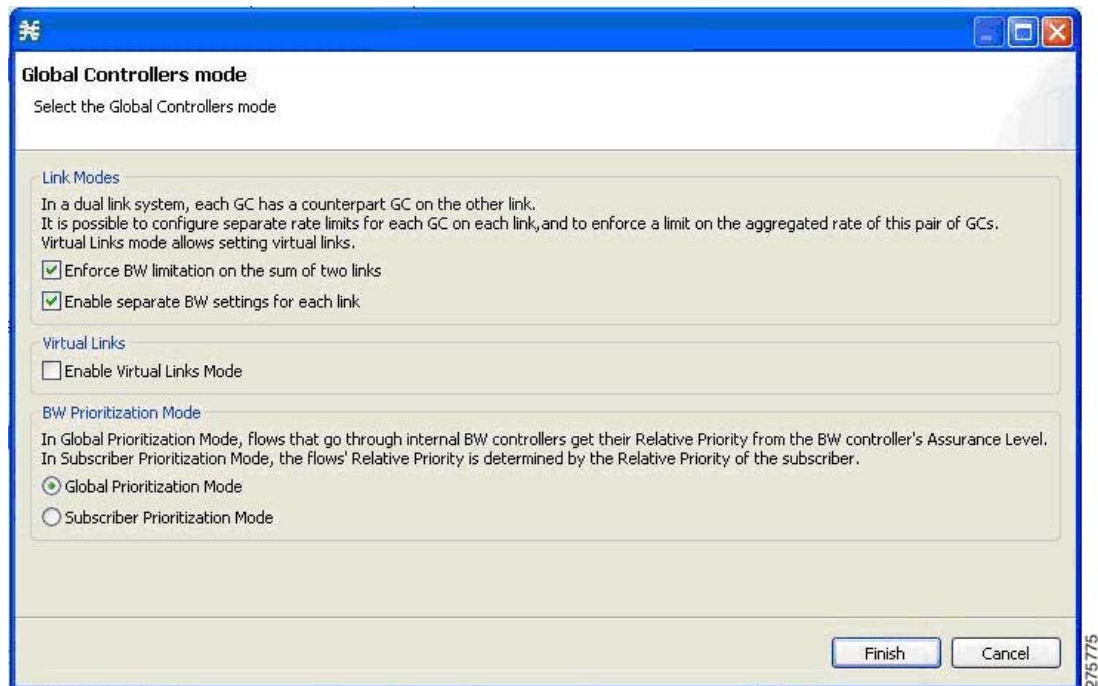 Global Controllers mode
Select the Global Controllers mode
Link Modes
In a dual link system, each GC has a counterpart GC on the other link.
It is possible to configure separate rate limits for each GC on each link,and to enforce a limit on the aggregated rate of this pair of GCs.
Virtual Links mode allows setting virtual links.
Enforce BW limitation on the sum of two links
Enable separate BW settings for each link
Virtual Links
Enable Virtual Links Mode
BW Prioritization Mode
In Global Prioritization Mode, flows that go through internal BW controllers get their Relative Priority from the BW controller's Assurance Level.
In Subscriber Prioritization Mode, the flows' Relative Priority is determined by the Relative Priority of the subscriber.
Global Prioritization Mode
Subscriber Prioritization Mode
Finish
Cancel
275775